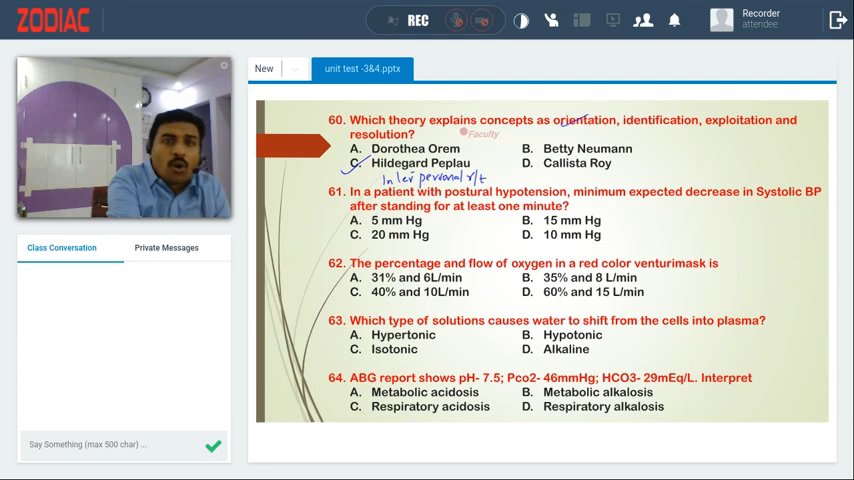 ZODIAC
REC
Recorder
attendee
New
unit test -3&4.pptx
60. Which theory explains concepts as orientation, identification, exploitation and
Faculty
resolution?
A. Dorothea Orem B. Betty Neumann
C. Hildegard Peplau D. Callista Roy
Inter personal r/t
61. In a patient with postural hypotension, minimum expected decrease in Systolic BP
after standing for at least one minute?
A. 5 mm Hg B. 15 mm Hg
C. 20 mm Hg D. 10 mm Hg
62. The percentage and flow of oxygen in a red color venturimask is
A. 31% and 6L/min B. 35% and 8 L/min
C. 40% and 10L/min D. 60% and 15 L/min
63. Which type of solutions causes water to shift from the cells into plasma?
A. Hypertonic B. Hypotonic
C. Isotonic D. Alkaline
64. ABG report shows pH- 7.5; Pco2- 46mmHg; HCO3- 29mEq/L. Interpret
A. Metabolic acidosis B. Metabolic alkalosis
C. Respiratory acidosis D. Respiratory alkalosis
Class Conversation Private Messages
Say Something (max 500 char) ...